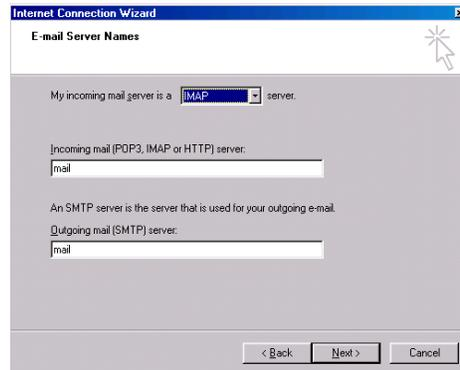 Internet Connection Wizard
E-mail Server Names
My incoming mail server is a IMAP server.
Incoming mail (POP3, IMAP or HTTP) server:
mail
An SMTP server is the server that is used for your outgoing e-mail.
Outgoing mail (SMTP) server:
mail
< Back Next > Cancel